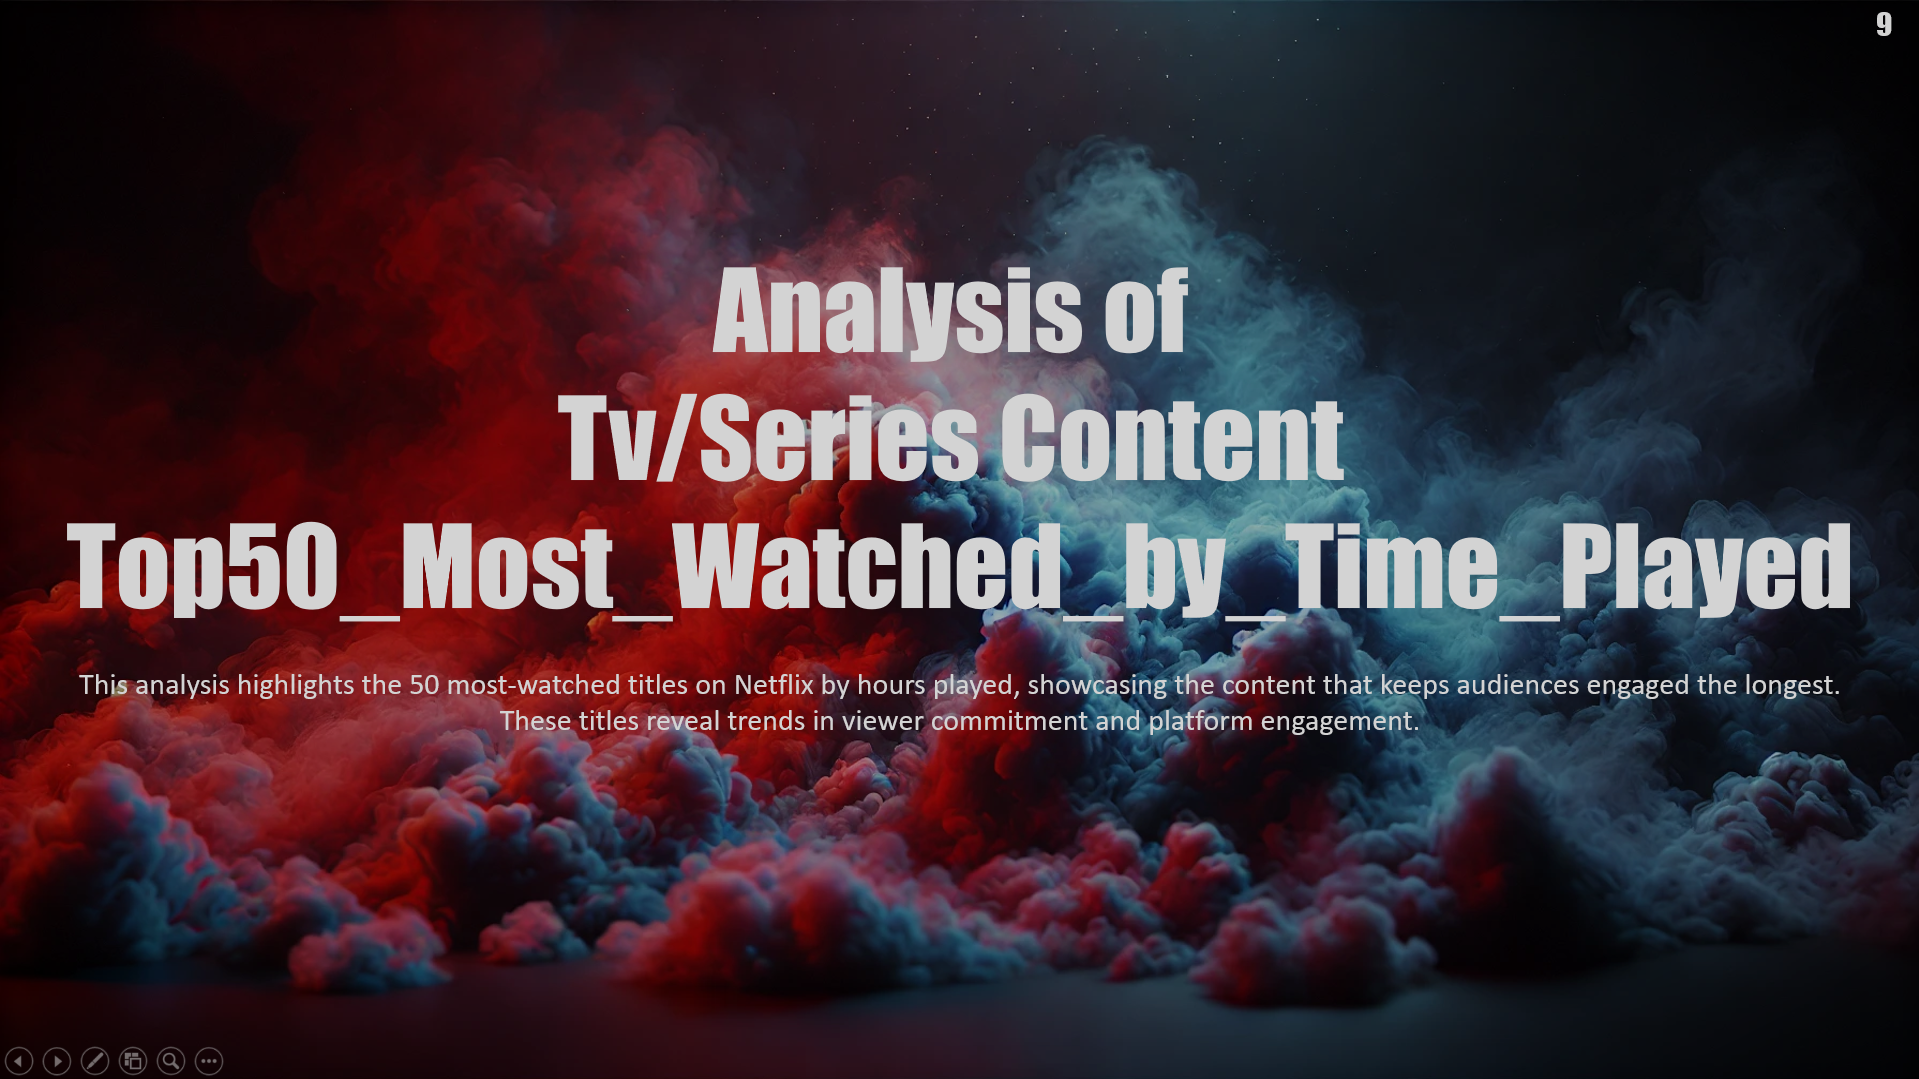 9
Analysis of
Tv/Series Content
Top50_Most_Watched_by_Time_Played
This analysis highlights the 50 most-watched titles on Netflix by hours played, showcasing the content that keeps audiences engaged the longest.
These titles reveal trends in viewer commitment and platform engagement.